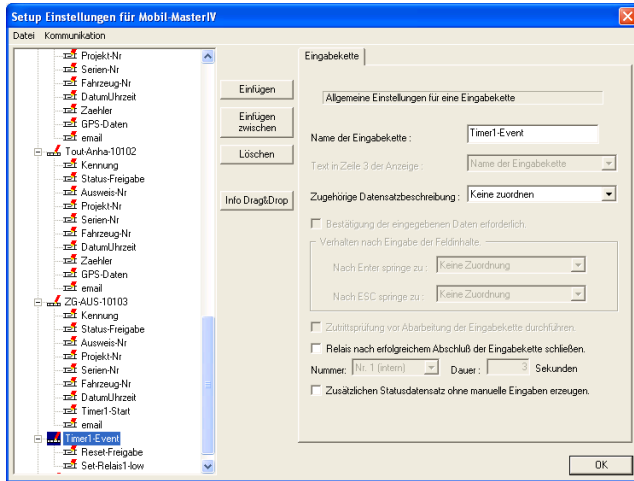 Setup Einstellungen für Mobil-MasterIV
Datei Kommunikation
Projekt-Nr
Serien-Nr
Fahrzeug-Nr
DatumUhrzeit
Zaehler
GPS-Daten
email
Tout-Anha-10102
Kennung
Status-Freigabe
Ausweis-Nr
Projekt-Nr
Serien-Nr
Fahrzeug-Nr
DatumUhrzeit
Zaehler
GPS-Daten
email
ZG-AUS-10103
Kennung
Status-Freigabe
Ausweis-Nr
Projekt-Nr
Serien-Nr
Fahrzeug-Nr
DatumUhrzeit
Timer1-Start
email
Timer1-Event
Reset-Freigabe
Set-Relais1-low
Einfügen
Einfügen
zwischen
Löschen
Info Drag&Drop
Eingabekette
Allgemeine Einstellungen für eine Eingabekette
Name der Eingabekette : Timer1-Event
Text in Zeile 3 der Anzeige : Name der Eingabekette
Zugehörige Datensatzbeschreibung : Keine zuordnen
Bestätigung der eingegebenen Daten erforderlich.
Verhalten nach Eingabe der Feldinhalte.
Nach Enter springe zu : Keine Zuordnung
Nach ESC springe zu : Keine Zuordnung
Zutrittsprüfung vor Abarbeitung der Eingabekette durchführen.
Relais nach erfolgreichem Abschluß der Eingabekette schließen.
Nummer: Nr. 1 (intern) Dauer : 3 Sekunden
Zusätzlichen Statusdatensatz ohne manuelle Eingaben erzeugen.
OK